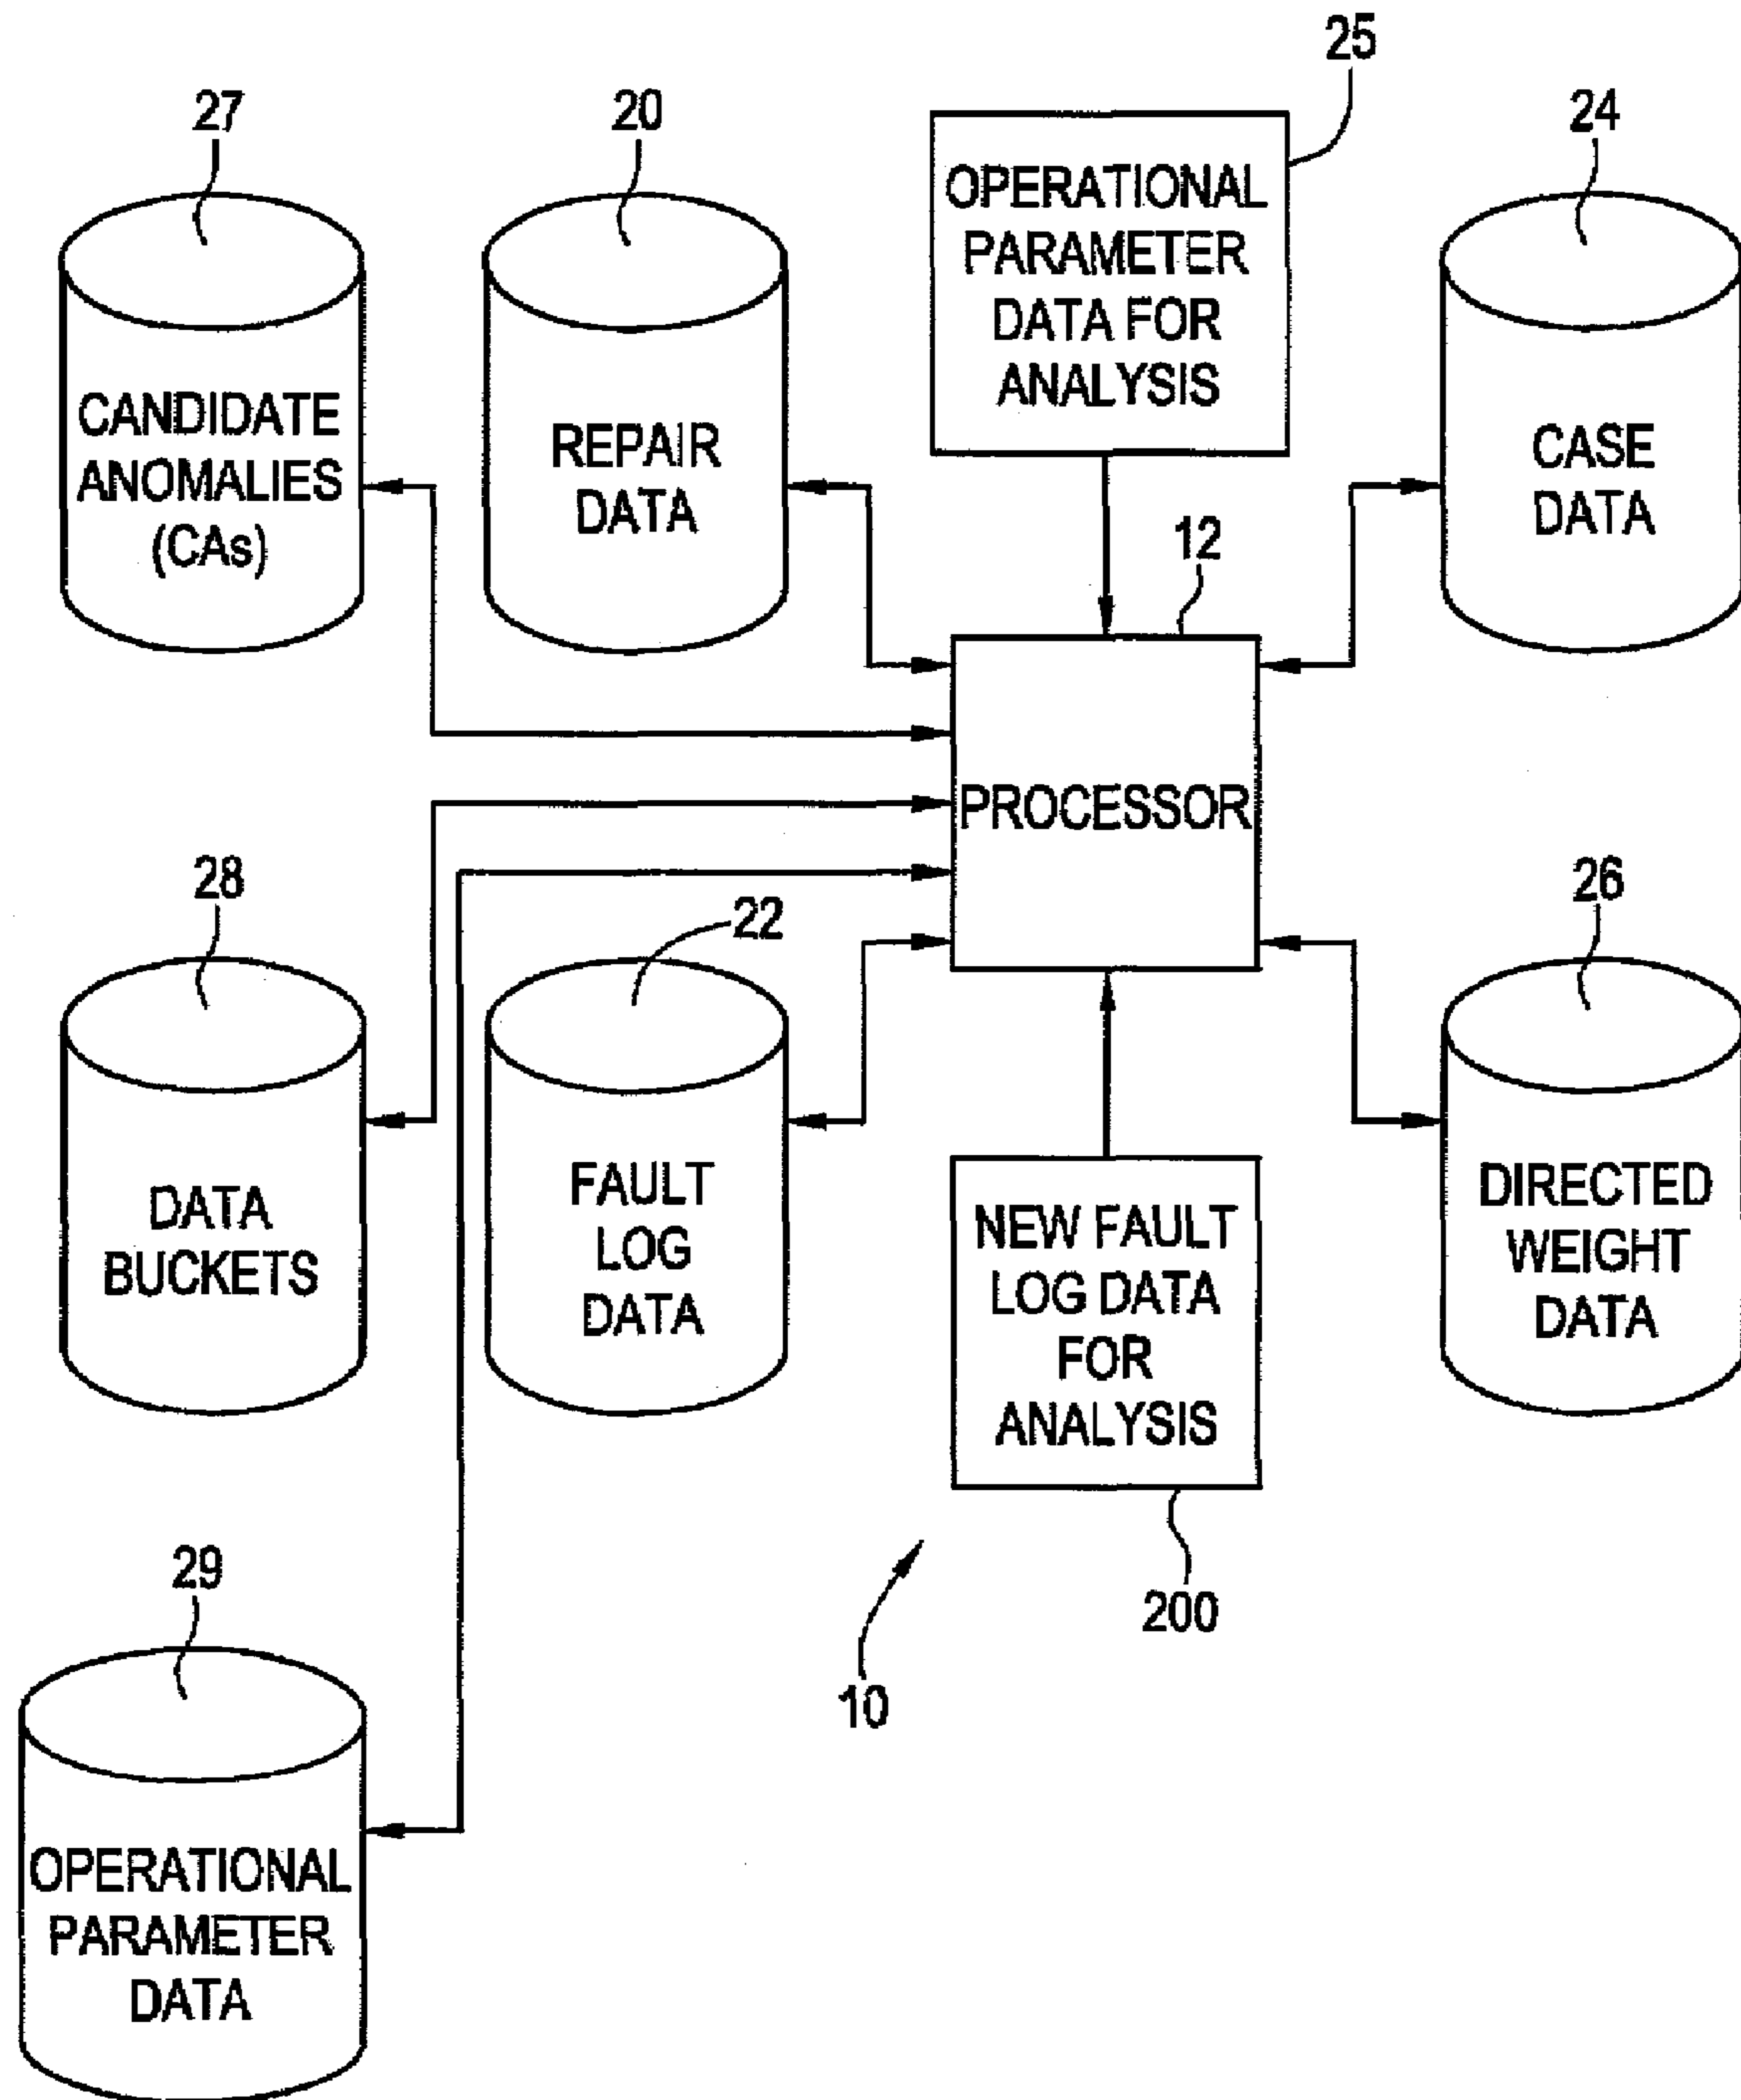 25
27
20
24
OPERATIONAL
PARAMETER
DATA FOR
ANALYSIS
CANDIDATE
ANOMALIES
(CAs)
REPAIR
DATA
CASE
DATA
12
PROCESSOR
28
22
26
DATA
BUCKETS
FAULT
LOG
DATA
NEW FAULT
LOG DATA
FOR
ANALYSIS
DIRECTED
WEIGHT
DATA
200
10
29
OPERATIONAL
PARAMETER
DATA